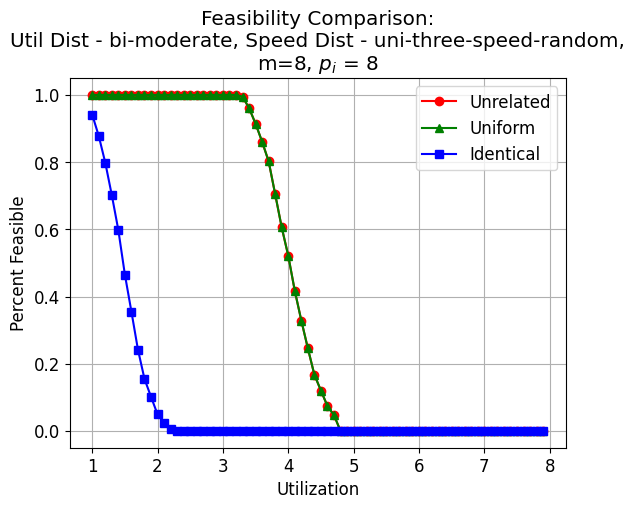 Feasibility Comparison:
Util Dist - bi-moderate, Speed Dist - uni-three-speed-random,
m=8, $p_i$ = 8
1.0
0.8
0.6
0.4
0.2
0.0
Percent Feasible
Unrelated
Uniform
Identical
1 2 3 4 5 6 7 8
Utilization